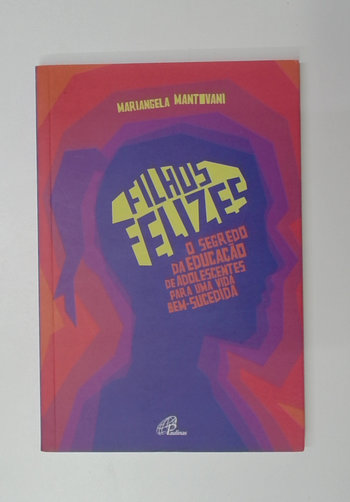 MARIANGELA MANTOVANI
FILHOS
FELIZES
O SEGREDO
DA EDUCAÇÃO
DE ADOLESCENTES
PARA UMA VIDA
BEM-SUCEDIDA
Paulinas